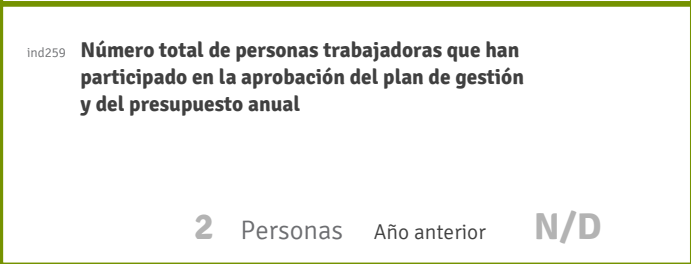 ind259 Número total de personas trabajadoras que han
participado en la aprobación del plan de gestión
y del presupuesto anual
2 Personas Año anterior N/D